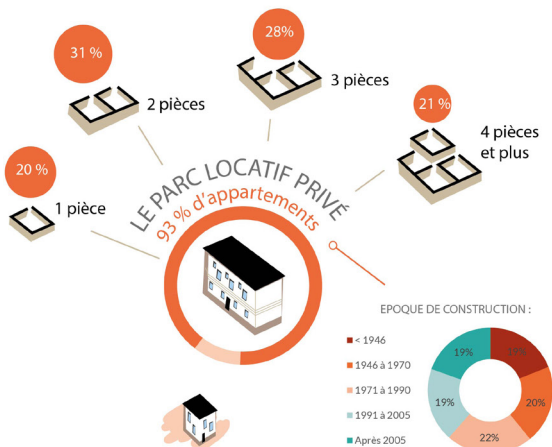 31 %
2 pièces
28%
3 pièces
21 %
4 pièces
et plus
20 %
1 pièce
LE PARC LOCATIF PRIVÉ
93 % d'appartements
EPOQUE DE CONSTRUCTION :
< 1946
1946 à 1970
1971 à 1990
1991 à 2005
Après 2005
19%
20%
22%
19%